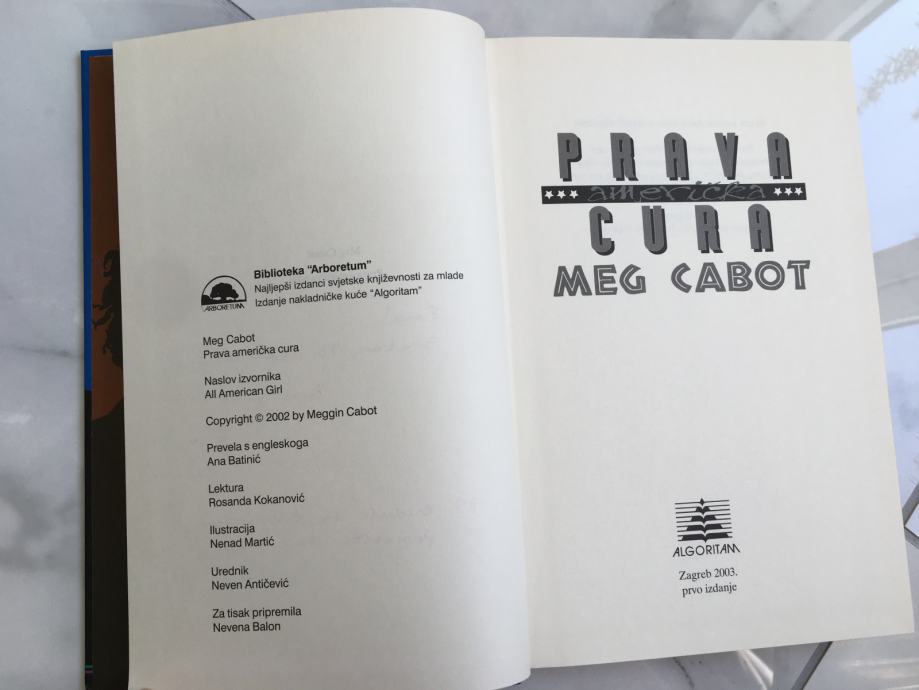 Biblioteka "Arboretum"
Najljepši izdanci svjetske književnosti za mlade
Izdanje nakladničke kuće "Algoritam"
ARBORETUM
Meg Cabot
Prava američka cura
Naslov izvornika
All American Girl
Copyright © 2002 by Meggin Cabot
Prevela s engleskoga
Ana Batinić
Lektura
Rosanda Kokanović
Ilustracija
Nenad Martić
Urednik
Neven Antičević
Za tisak pripremila
Nevena Balon
PRAVA
američka
CURA
MEG CABOT
ALGORITAM
Zagreb 2003.
prvo izdanje